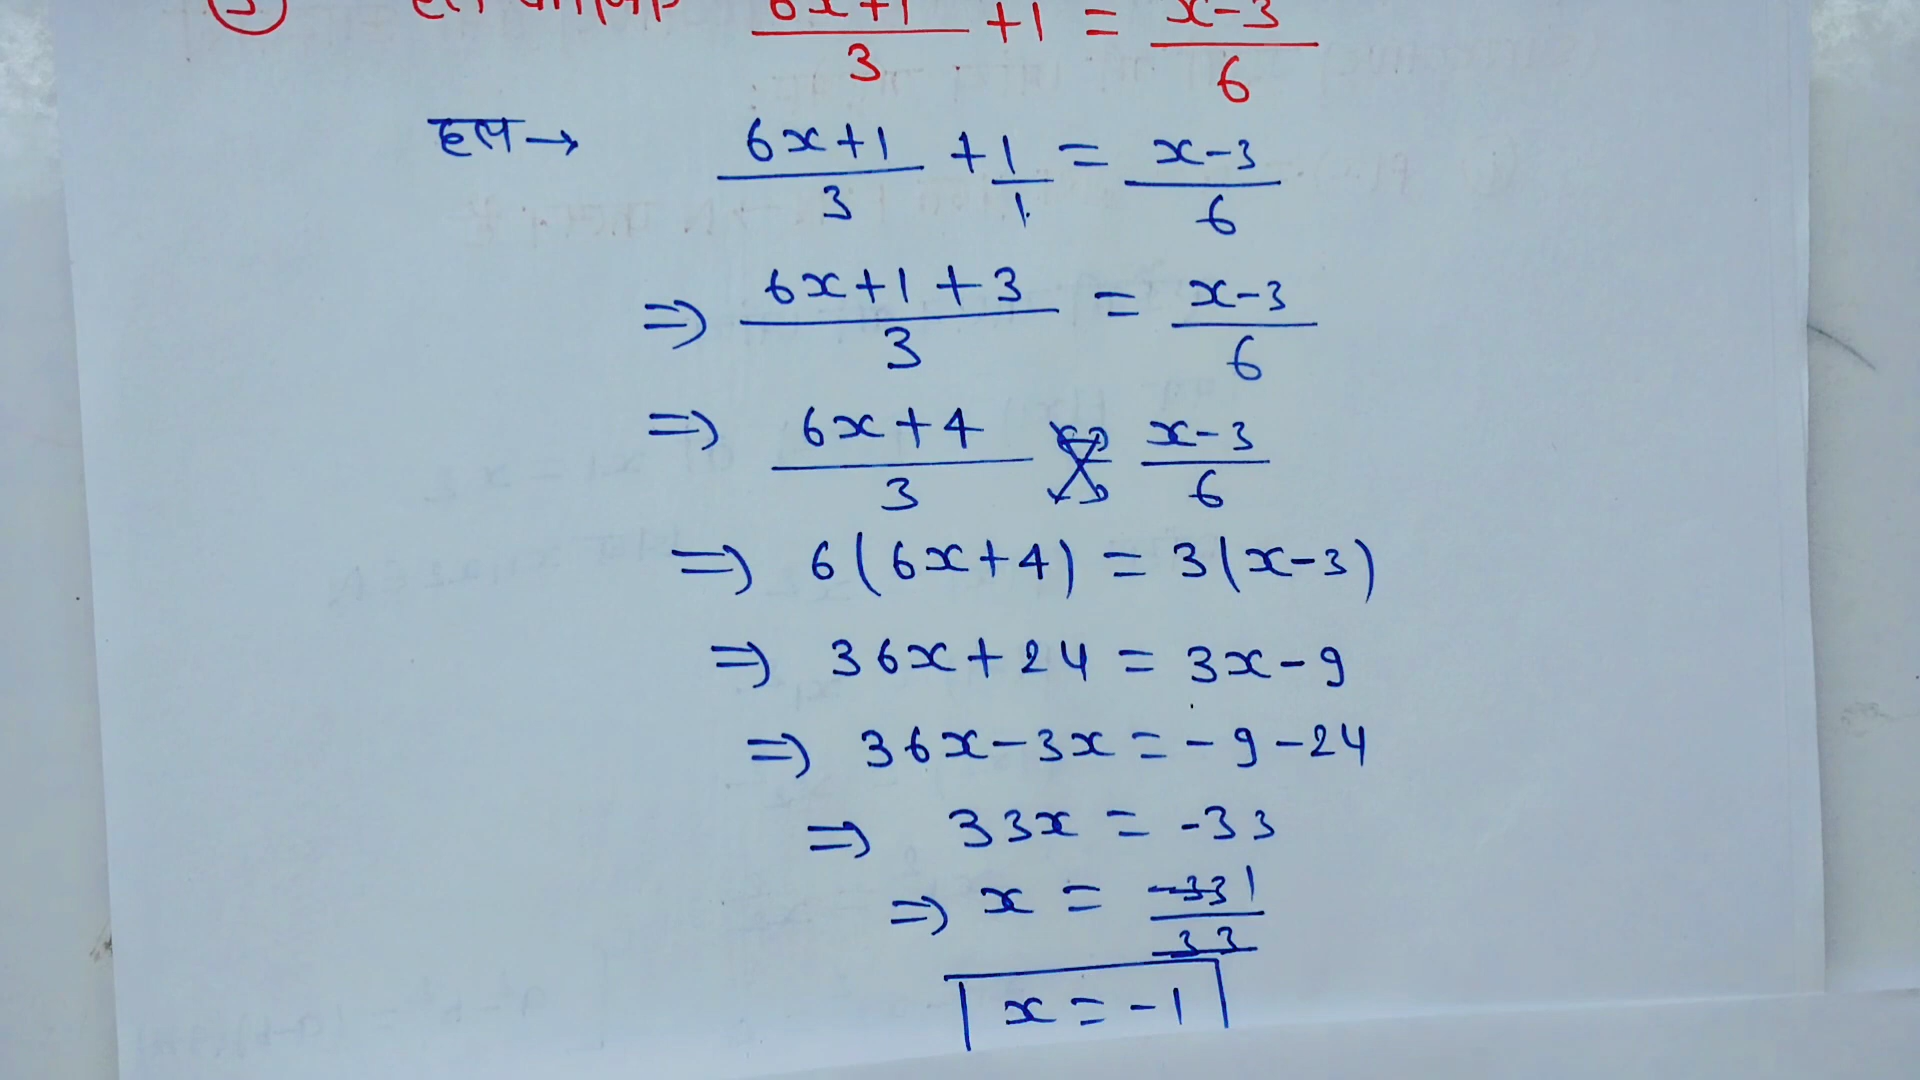 6x+1/3 +1 = x-3/6
हल → 6x+1/3 + 1/1 = x-3/6
⇒ 6x+1+3/3 = x-3/6
⇒ 6x+4/3 x-3/6
⇒ 6(6x+4) = 3(x-3)
⇒ 36x+24 = 3x-9
⇒ 36x-3x = -9-24
⇒ 33x = -33
⇒ x = -33 1/33
x = -1